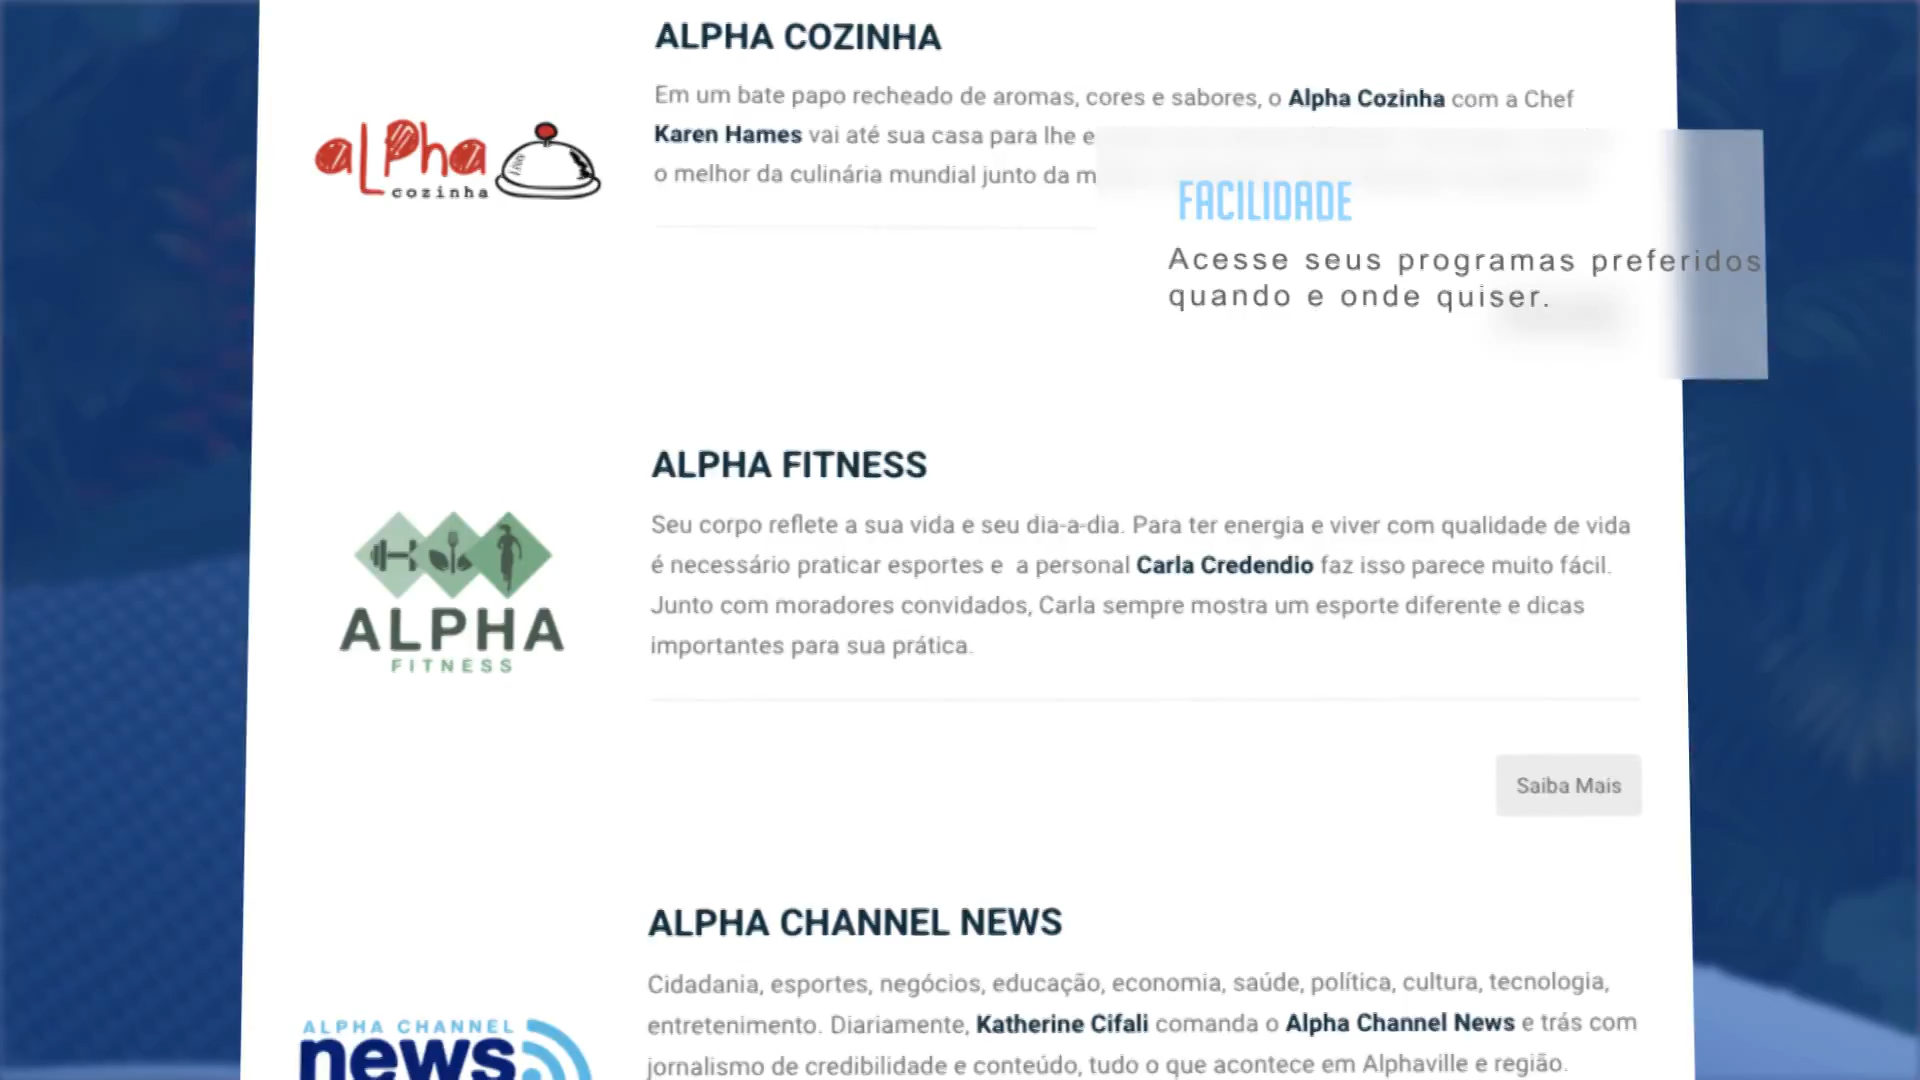 ALPHA COZINHA
Em um bate papo recheado de aromas, cores e sabores, o Alpha Cozinha com a Chef
Karen Hames vai até sua casa para lhe e
o melhor da culinária mundial junto da m
aLPha
cozinha
FACILIDADE
Acesse seus programas preferidos
quando e onde quiser.
ALPHA FITNESS
Seu corpo reflete a sua vida e seu dia-a-dia. Para ter energia e viver com qualidade de vida
é necessário praticar esportes e a personal Carla Credendio faz isso parece muito fácil.
Junto com moradores convidados, Carla sempre mostra um esporte diferente e dicas
importantes para sua prática.
ALPHA
FITNESS
Saiba Mais
ALPHA CHANNEL NEWS
Cidadania, esportes, negócios, educação, economia, saúde, política, cultura, tecnologia,
entretenimento. Diariamente, Katherine Cifali comanda o Alpha Channel News e trás com
jornalismo de credibilidade e conteúdo, tudo o que acontece em Alphaville e região.
ALPHA CHANNEL
news